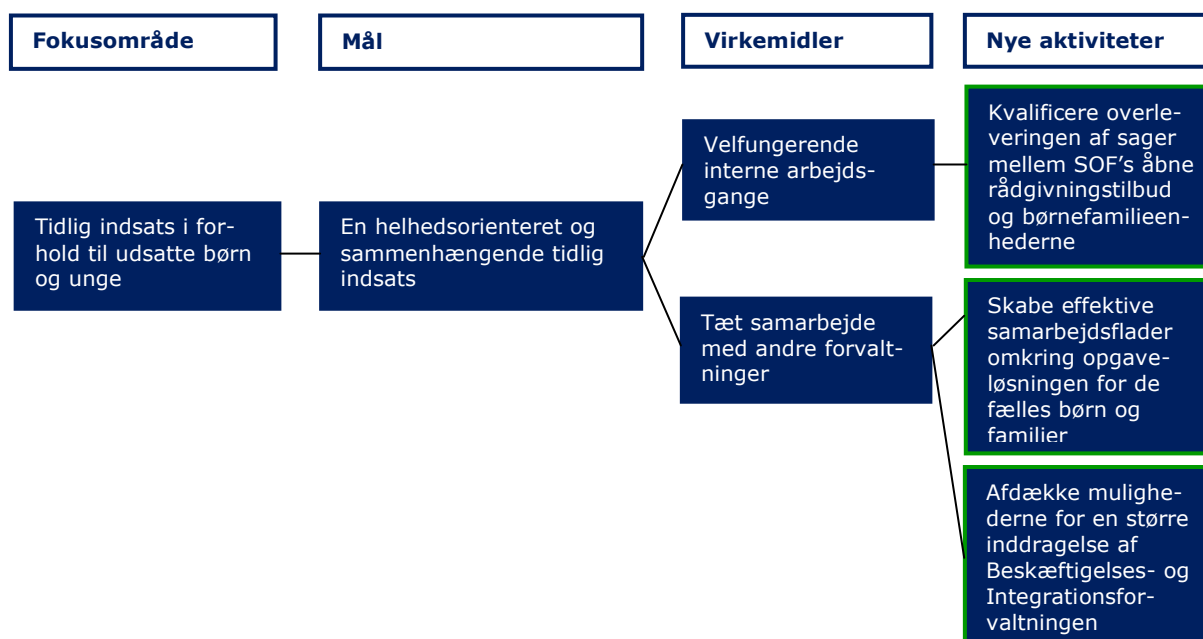 Fokusområde
Mål
Virkemidler
Nye aktiviteter
Tidlig indsats i for-
hold til udsatte børn
og unge
En helhedsorienteret og
sammenhængende tidlig
indsats
Velfungerende
interne arbejds-
gange
Tæt samarbejde
med andre forvalt-
ninger
Kvalificere overle-
veringen af sager
mellem SOF's åbne
rådgivningstilbud
og børnefamilieen-
hederne
Skabe effektive
samarbejdsflader
omkring opgave-
løsningen for de
fælles børn og
familier
Afdække mulighe-
derne for en større
inddragelse af
Beskæftigelses- og
Integrationsfor-
valtningen